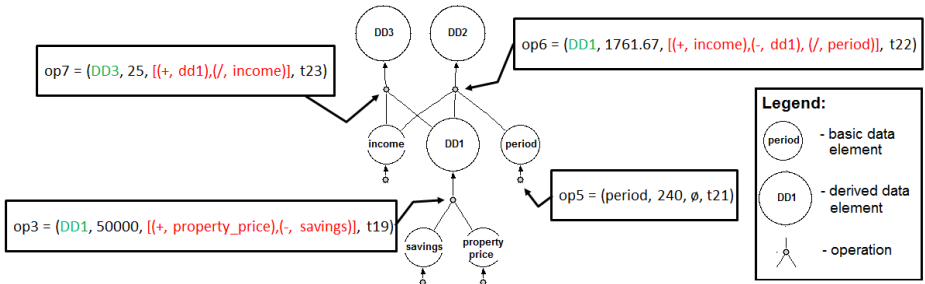 DD3
DD2
op6 = (DD1, 1761.67, [(+, income),(-, dd1), (/, period)], t22)
op7 = (DD3, 25, [(+, dd1),(/, income)], t23)
income
DD1
period
op5 = (period, 240, ø, t21)
op3 = (DD1, 50000, [(+, property_price),(-, savings)], t19)
savings
property
price
Legend:
period
- basic data
element
DD1
- derived data
element
- operation